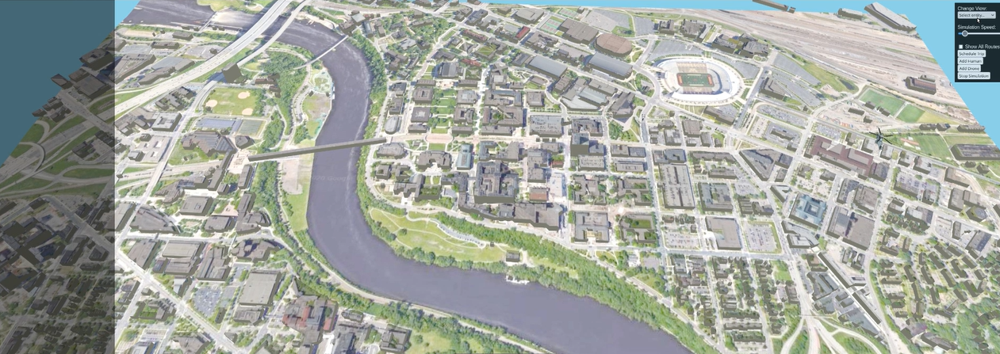 Change View:
Select entity...
Simulation Speed:
Show All Routes
Schedule Trip
Add Human
Add Drone
Stop Simulation